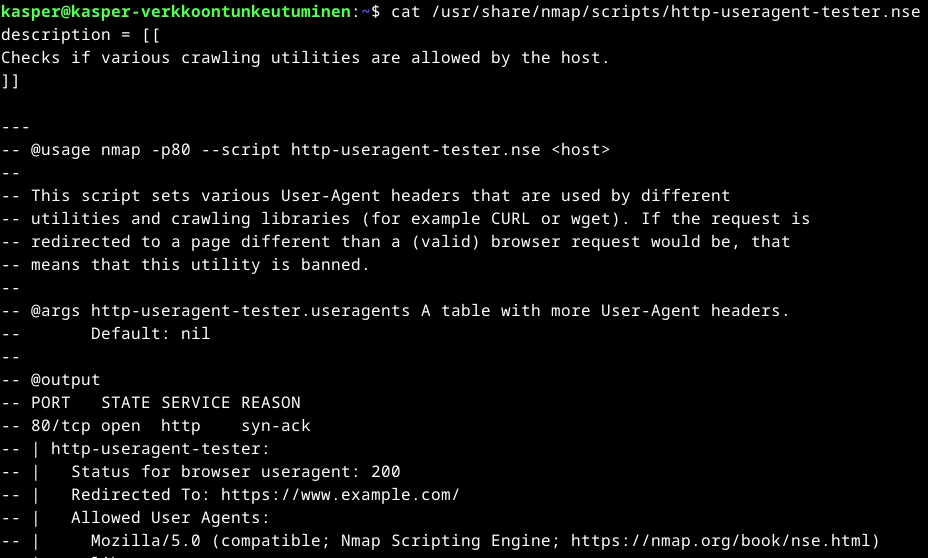 kasper@kasper-verkkoontunkeutuminen:~$ cat /usr/share/nmap/scripts/http-useragent-tester.nse
description = [[
Checks if various crawling utilities are allowed by the host.
]]
---
-- @usage nmap -p80 --script http-useragent-tester.nse <host>
--
-- This script sets various User-Agent headers that are used by different
-- utilities and crawling libraries (for example CURL or wget). If the request is
-- redirected to a page different than a (valid) browser request would be, that
-- means that this utility is banned.
--
-- @args http-useragent-tester.useragents A table with more User-Agent headers.
--       Default: nil
--
-- @output
-- PORT   STATE SERVICE REASON
-- 80/tcp open  http    syn-ack
-- | http-useragent-tester:
-- |   Status for browser useragent: 200
-- |   Redirected To: https://www.example.com/
-- |   Allowed User Agents:
-- |     Mozilla/5.0 (compatible; Nmap Scripting Engine; https://nmap.org/book/nse.html)